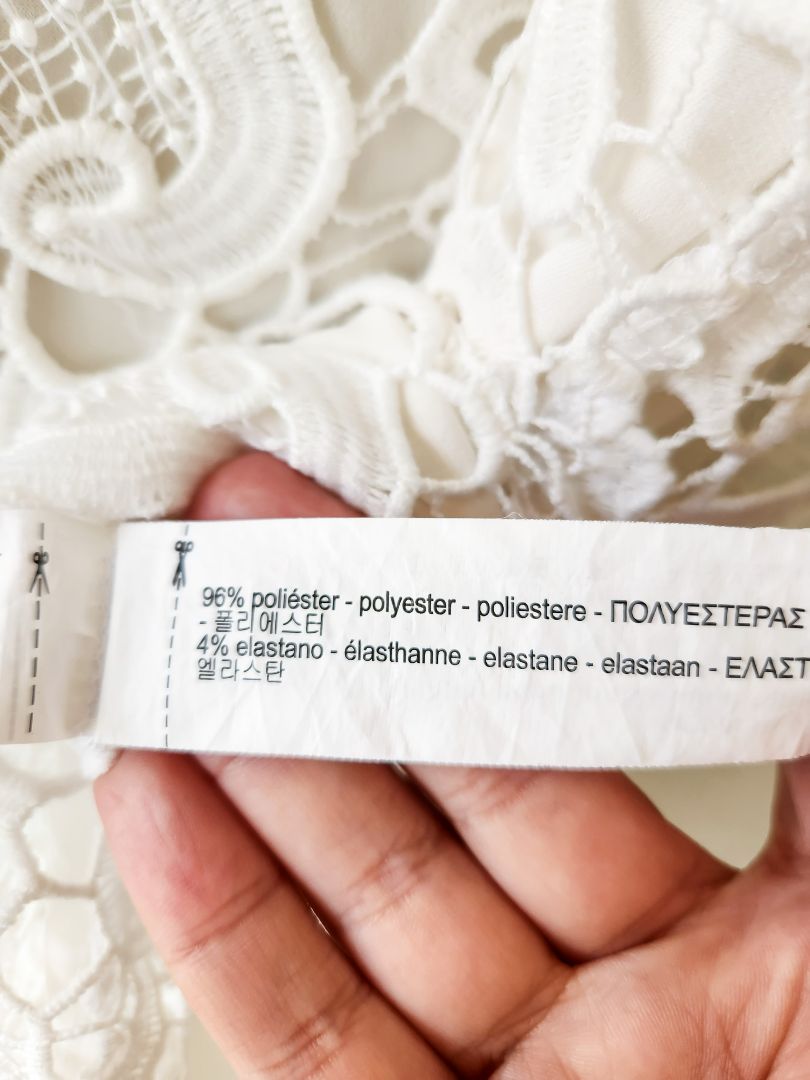 96% poliéster - polyester - poliestere - ΠΟΛΥΕΣΤΕΡΑΣ
- 폴리에스터
4% elastano - élasthanne - elastane - elastaan - ΕΛΑΣΤ
엘라스탄